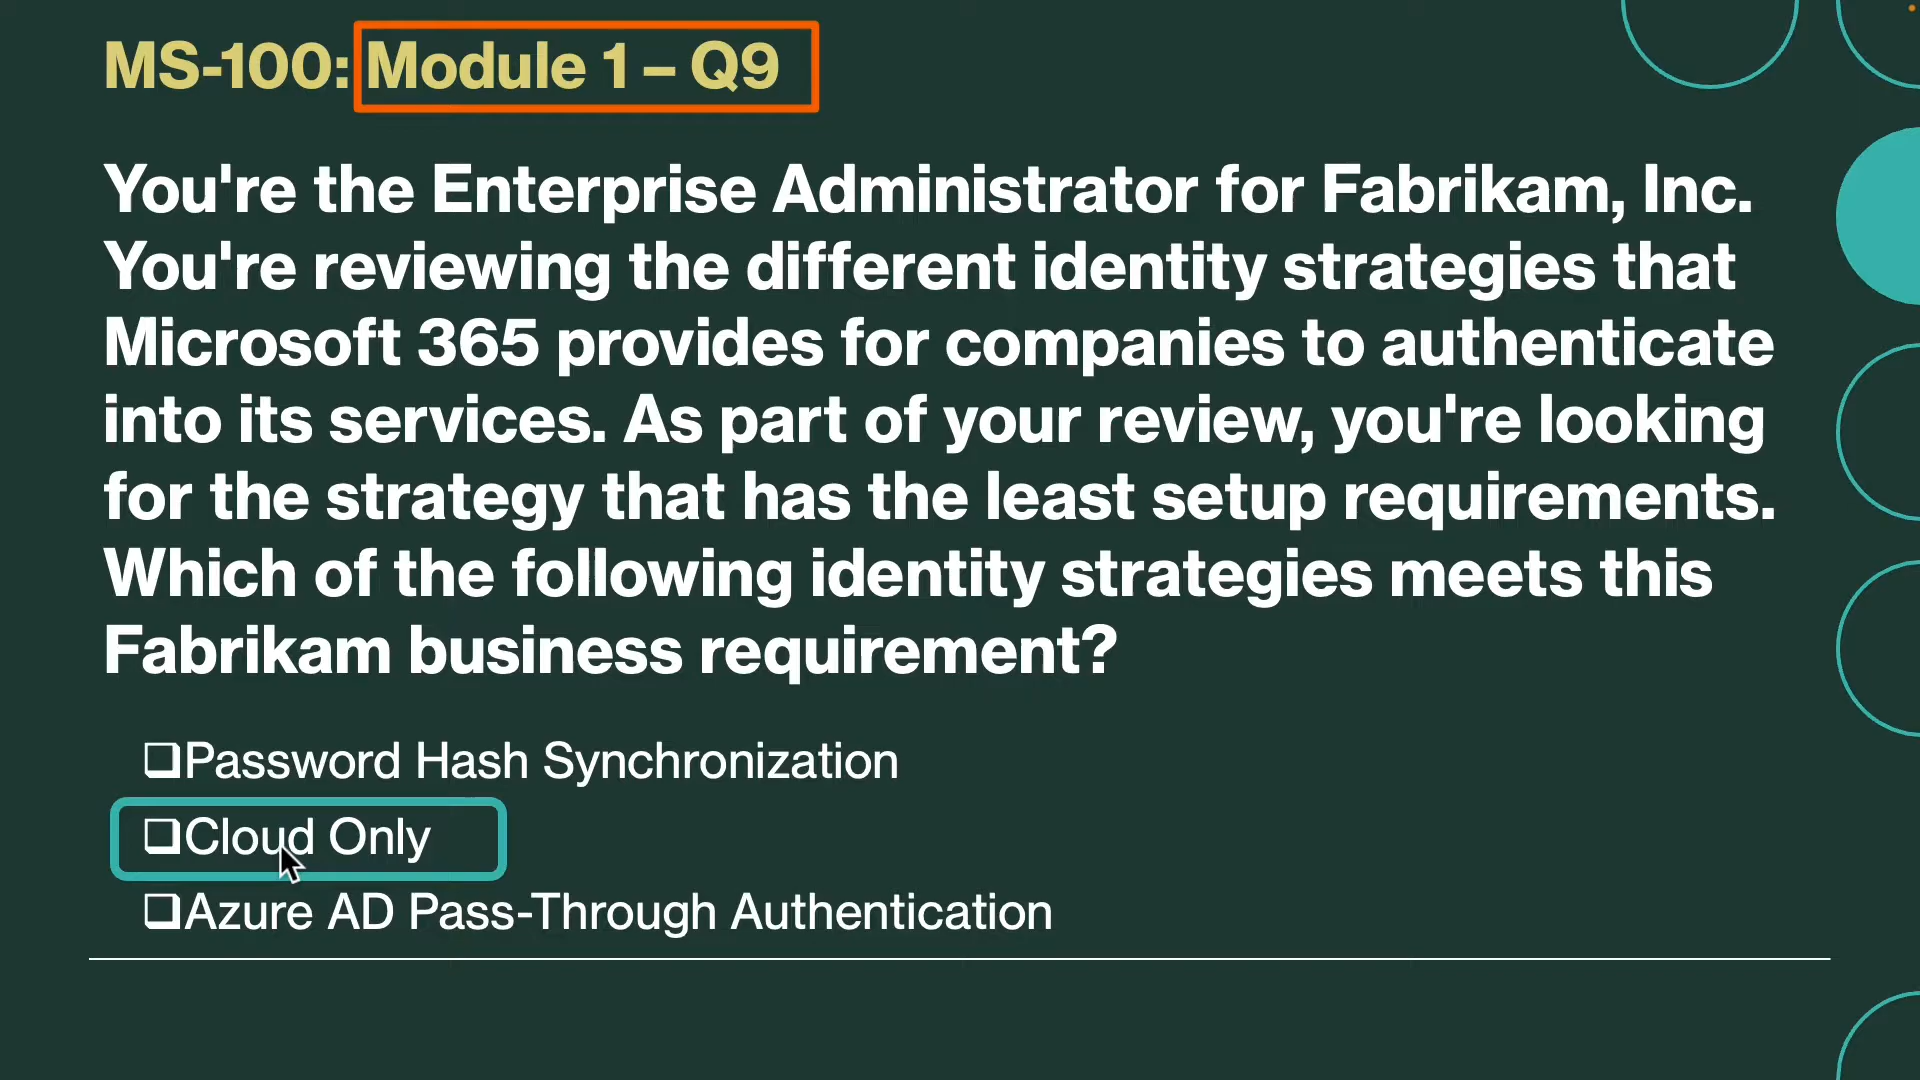 MS-100: Module 1 – Q9
You're the Enterprise Administrator for Fabrikam, Inc.
You're reviewing the different identity strategies that
Microsoft 365 provides for companies to authenticate
into its services. As part of your review, you're looking
for the strategy that has the least setup requirements.
Which of the following identity strategies meets this
Fabrikam business requirement?
❑Password Hash Synchronization
❑Cloud Only
❑Azure AD Pass-Through Authentication